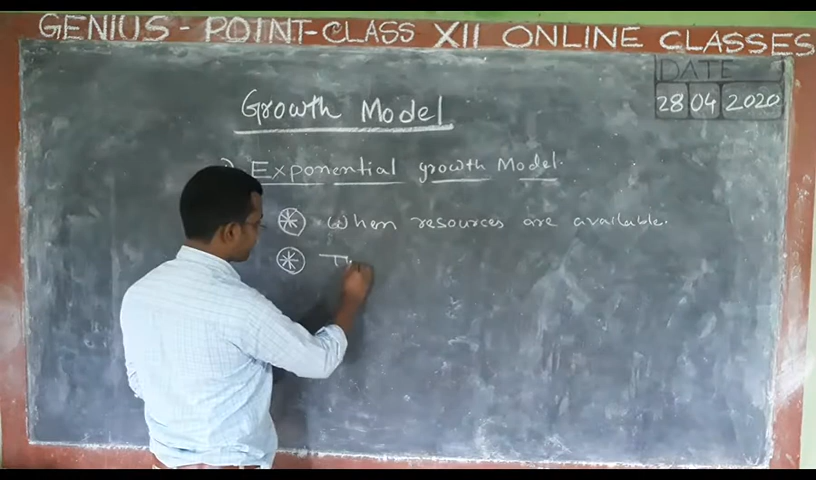 GENIUS - POINT-CLASS XII ONLINE CLASSES
DATE
28 04 2020
Growth Model
Exponential growth Model.
When resources are available.